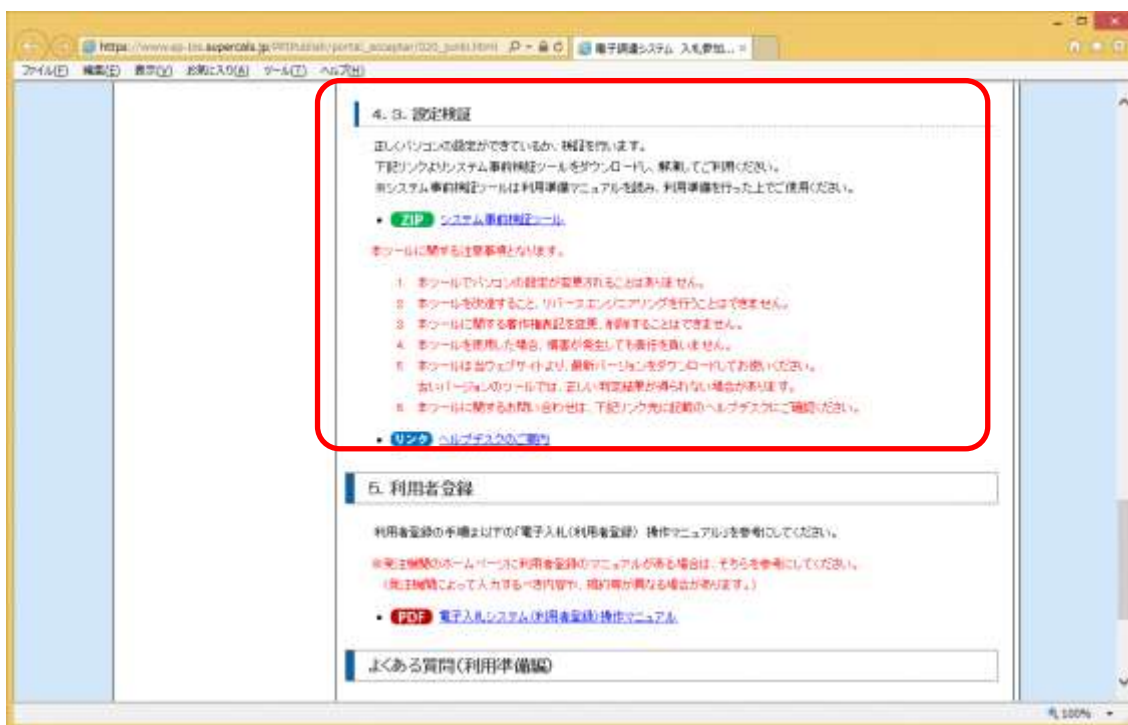 https://www.ep-bis.supercals.jp
電子調達システム 入札参加...
ファイル(F) 編集(E) 表示(V) お気に入り(A) ツール(T) ヘルプ(H)
4. 3. 設定検証
正しくパソコンの設定ができているか、検証を行います。
下記リンクよりシステム事前検証ツールをダウンロードし、解凍してご利用ください。
※システム事前検証ツールは利用準備マニュアルを読み、利用準備を行った上でご使用ください。
• ZIP システム事前検証ツール
本ツールに関する注意事項となります。
1. 本ツールでパソコンの設定が変更されることはありません。
2. 本ツールを改造すること、リバースエンジニアリングを行うことはできません。
3. 本ツールに関する著作権表記を変更、削除することはできません。
4. 本ツールを使用した場合、損害が発生しても責任を負いません。
5. 本ツールは当ウェブサイトより、最新バージョンをダウンロードしてお使いください。
古いバージョンのツールでは、正しい判定結果が得られない場合があります。
6. 本ツールに関するお問い合わせは、下記リンク先に記載のヘルプデスクにご確認ください。
• リンク ヘルプデスクのご案内
5. 利用者登録
利用者登録の手順は以下の「電子入札(利用者登録) 操作マニュアル」を参考にしてください。
※発注機関のホームページに利用者登録のマニュアルがある場合は、そちらを参考にしてください。
(発注機関によって入力するべき内容や、規約等が異なる場合があります。)
• PDF 電子入札システム(利用者登録)操作マニュアル
よくある質問(利用準備編)
100%